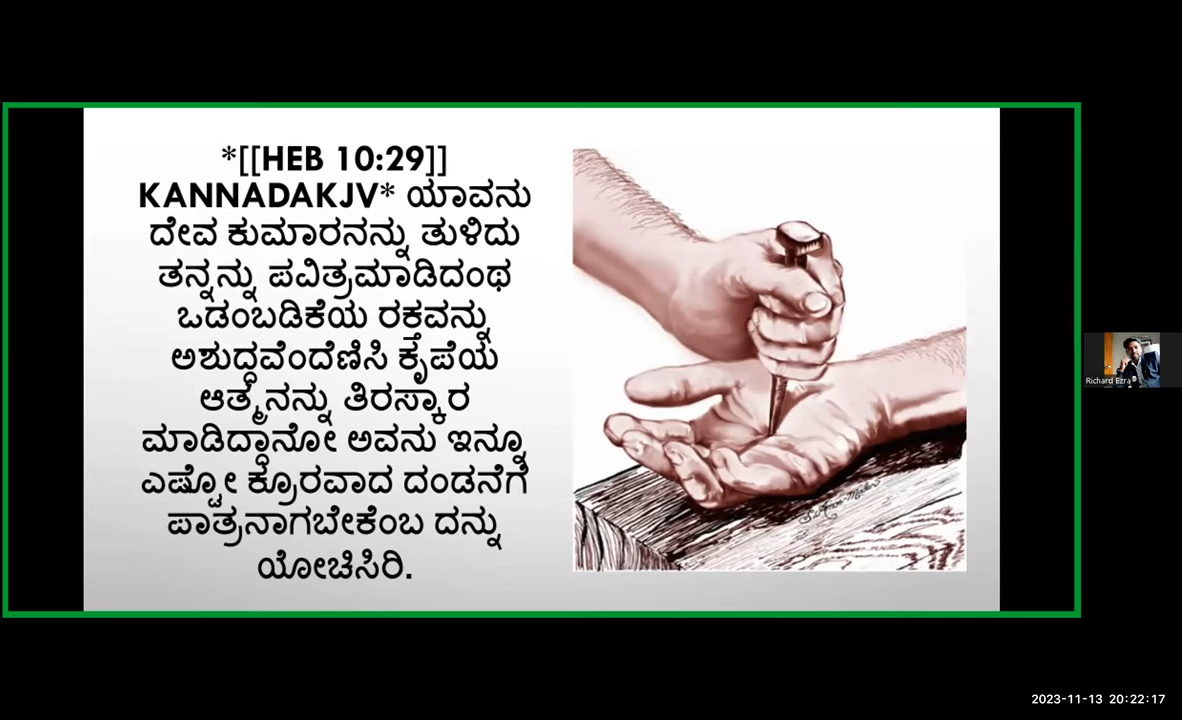 *[[HEB 10:29]]
KANNADAKJV* ಯಾವನು
ದೇವ ಕುಮಾರನನ್ನು ತುಳಿದು
ತನ್ನನ್ನು ಪವಿತ್ರಮಾಡಿದಂಥ
ಒಡಂಬಡಿಕೆಯ ರಕ್ತವನ್ನು
ಅಶುದ್ಧವೆಂದೆಣಿಸಿ ಕೃಪೆಯ
ಆತ್ಮನನ್ನು ತಿರಸ್ಕಾರ
ಮಾಡಿದ್ದಾನೋ ಅವನು ಇನ್ನೂ
ಎಷ್ಟೋ ಕ್ರೂರವಾದ ದಂಡನೆಗೆ
ಪಾತ್ರನಾಗಬೇಕೆಂಬ ದನ್ನು
ಯೋಚಿಸಿರಿ.
Richard Ezra
2023-11-13 20:22:17